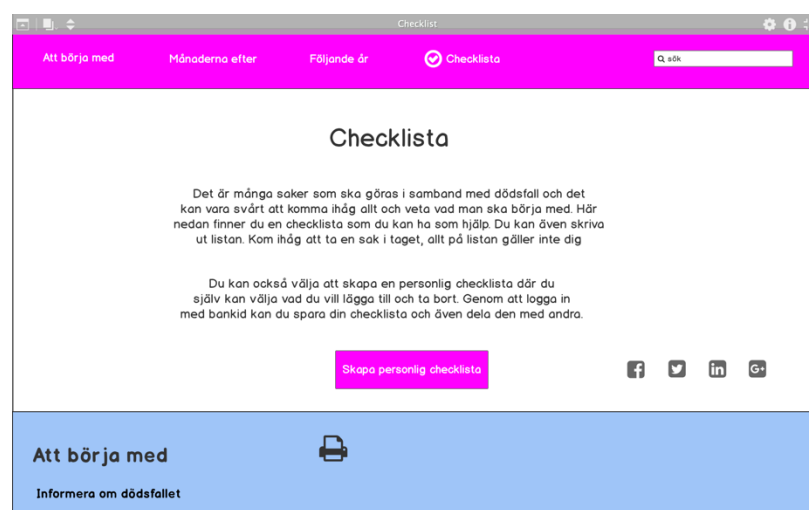 Checklist
Att börja med
Månaderna efter
Följande år
Checklista
sök
Checklista
Det är många saker som ska göras i samband med dödsfall och det
kan vara svårt att komma ihåg allt och veta vad man ska börja med. Här
nedan finner du en checklista som du kan ha som hjälp. Du kan även skriva
ut listan. Kom ihåg att ta en sak i taget, allt på listan gäller inte dig
Du kan också välja att skapa en personlig checklista där du
själv kan välja vad du vill lägga till och ta bort. Genom att logga in
med bankid kan du spara din checklista och även dela den med andra.
Skapa personlig checklista
Att börja med
Informera om dödsfallet